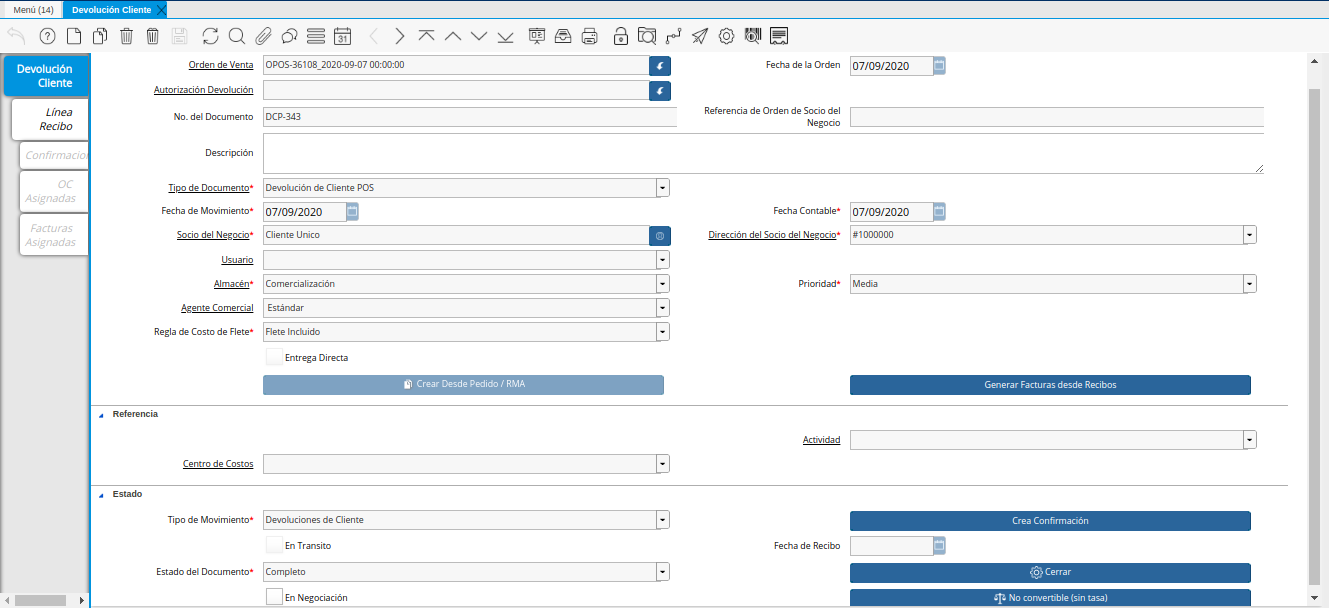 Menú (14)
Devolución Cliente
31
Devolución
Cliente
Línea
Recibo
Confirmacio
OC
Asignadas
Facturas
Asignadas
Orden de Venta
OPOS-36108_2020-09-07 00:00:00
Fecha de la Orden
07/09/2020
Autorización Devolución
No. del Documento
DCP-343
Referencia de Orden de Socio del
Negocio
Descripción
Tipo de Documento*
Devolución de Cliente POS
Fecha de Movimiento*
07/09/2020
Fecha Contable*
07/09/2020
Socio del Negocio*
Cliente Unico
Dirección del Socio del Negocio*
#1000000
Usuario
Almacén*
Comercialización
Prioridad*
Media
Agente Comercial
Estándar
Regla de Costo de Flete*
Flete Incluido
Entrega Directa
Crear Desde Pedido / RMA
Generar Facturas desde Recibos
Referencia
Actividad
Centro de Costos
Estado
Tipo de Movimiento*
Devoluciones de Cliente
Crea Confirmación
En Transito
Fecha de Recibo
Estado del Documento*
Completo
Cerrar
En Negociación
No convertible (sin tasa)